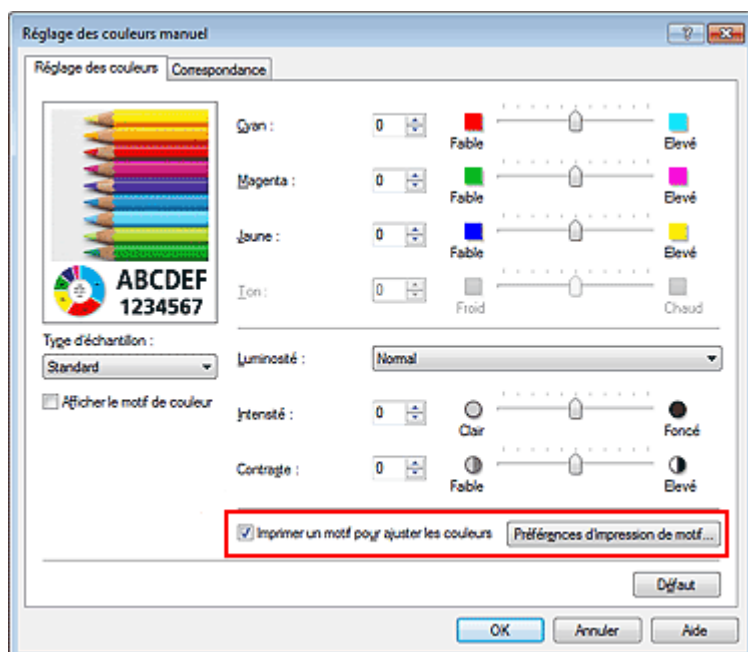 Réglage des couleurs manuel
Réglage des couleurs
Correspondance
ABCDEF
1234567
Type d'échantillon :
Standard
Afficher le motif de couleur
Cyan :
0
Faible
Elevé
Magenta :
0
Faible
Elevé
Jaune :
0
Faible
Elevé
Ton :
0
Froid
Chaud
Luminosité :
Normal
Intensité :
0
Clair
Foncé
Contraste :
0
Faible
Elevé
Imprimer un motif pour ajuster les couleurs
Préférences d'impression de motif...
Défaut
OK
Annuler
Aide